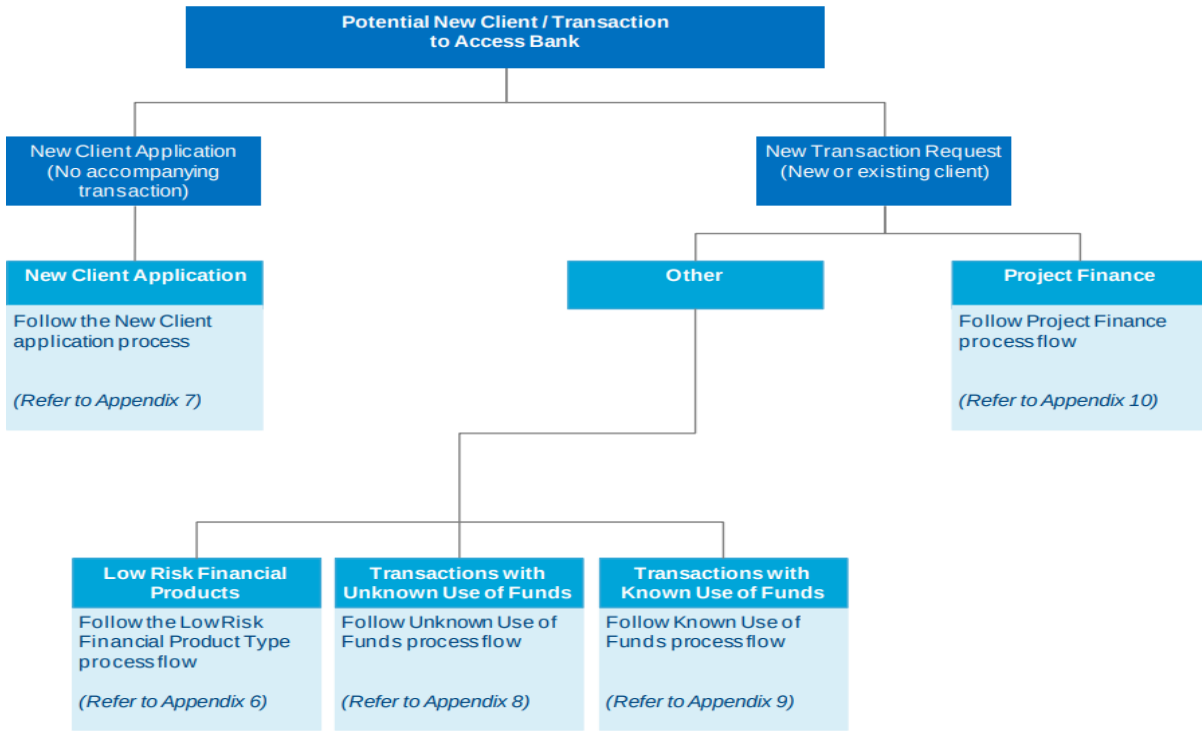 Potential New Client / Transaction
to Access Bank
New Client Application
(No accompanying
transaction)
New Transaction Request
(New or existing client)
New Client Application
Follow the New Client
application process
(Refer to Appendix 7)
Other
Project Finance
Follow Project Finance
process flow
(Refer to Appendix 10)
Low Risk Financial
Products
Follow the Low Risk
Financial Product Type
process flow
(Refer to Appendix 6)
Transactions with
Unknown Use of Funds
Follow Unknown Use of
Funds process flow
(Refer to Appendix 8)
Transactions with
Known Use of Funds
Follow Known Use of
Funds process flow
(Refer to Appendix 9)